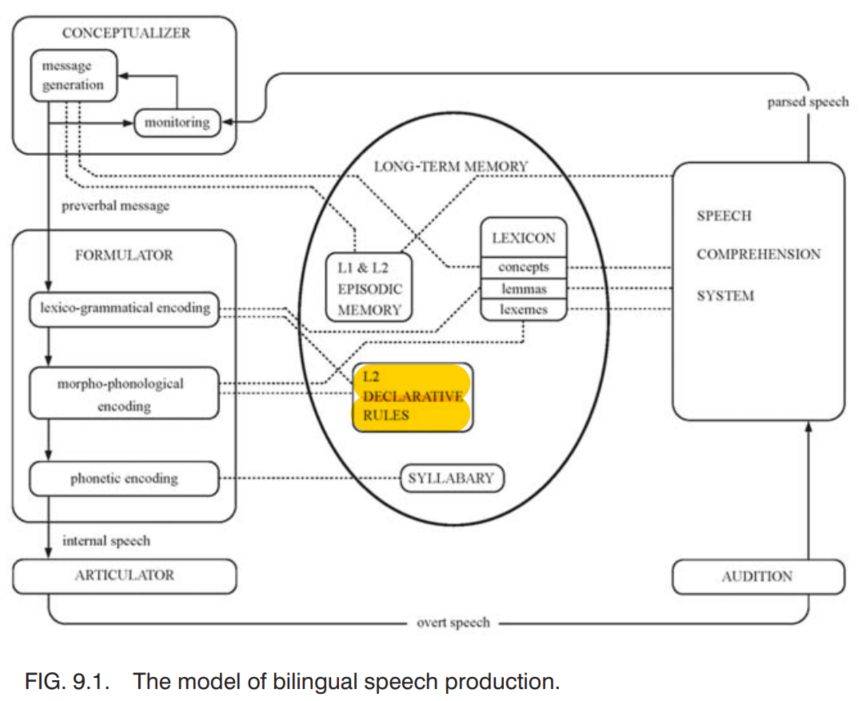 CONCEPTUALIZER
message
generation
monitoring
parsed speech
LONG-TERM MEMORY
preverbal message
SPEECH
COMPREHENSION
SYSTEM
FORMULATOR
LEXICON
concepts
lemmas
lexemes
L1 & L2
EPISODIC
MEMORY
lexico-grammatical encoding
morpho-phonological
encoding
L2
DECLARATIVE
RULES
phonetic encoding
SYLLABARY
internal speech
ARTICULATOR
AUDITION
overt speech
FIG. 9.1. The model of bilingual speech production.